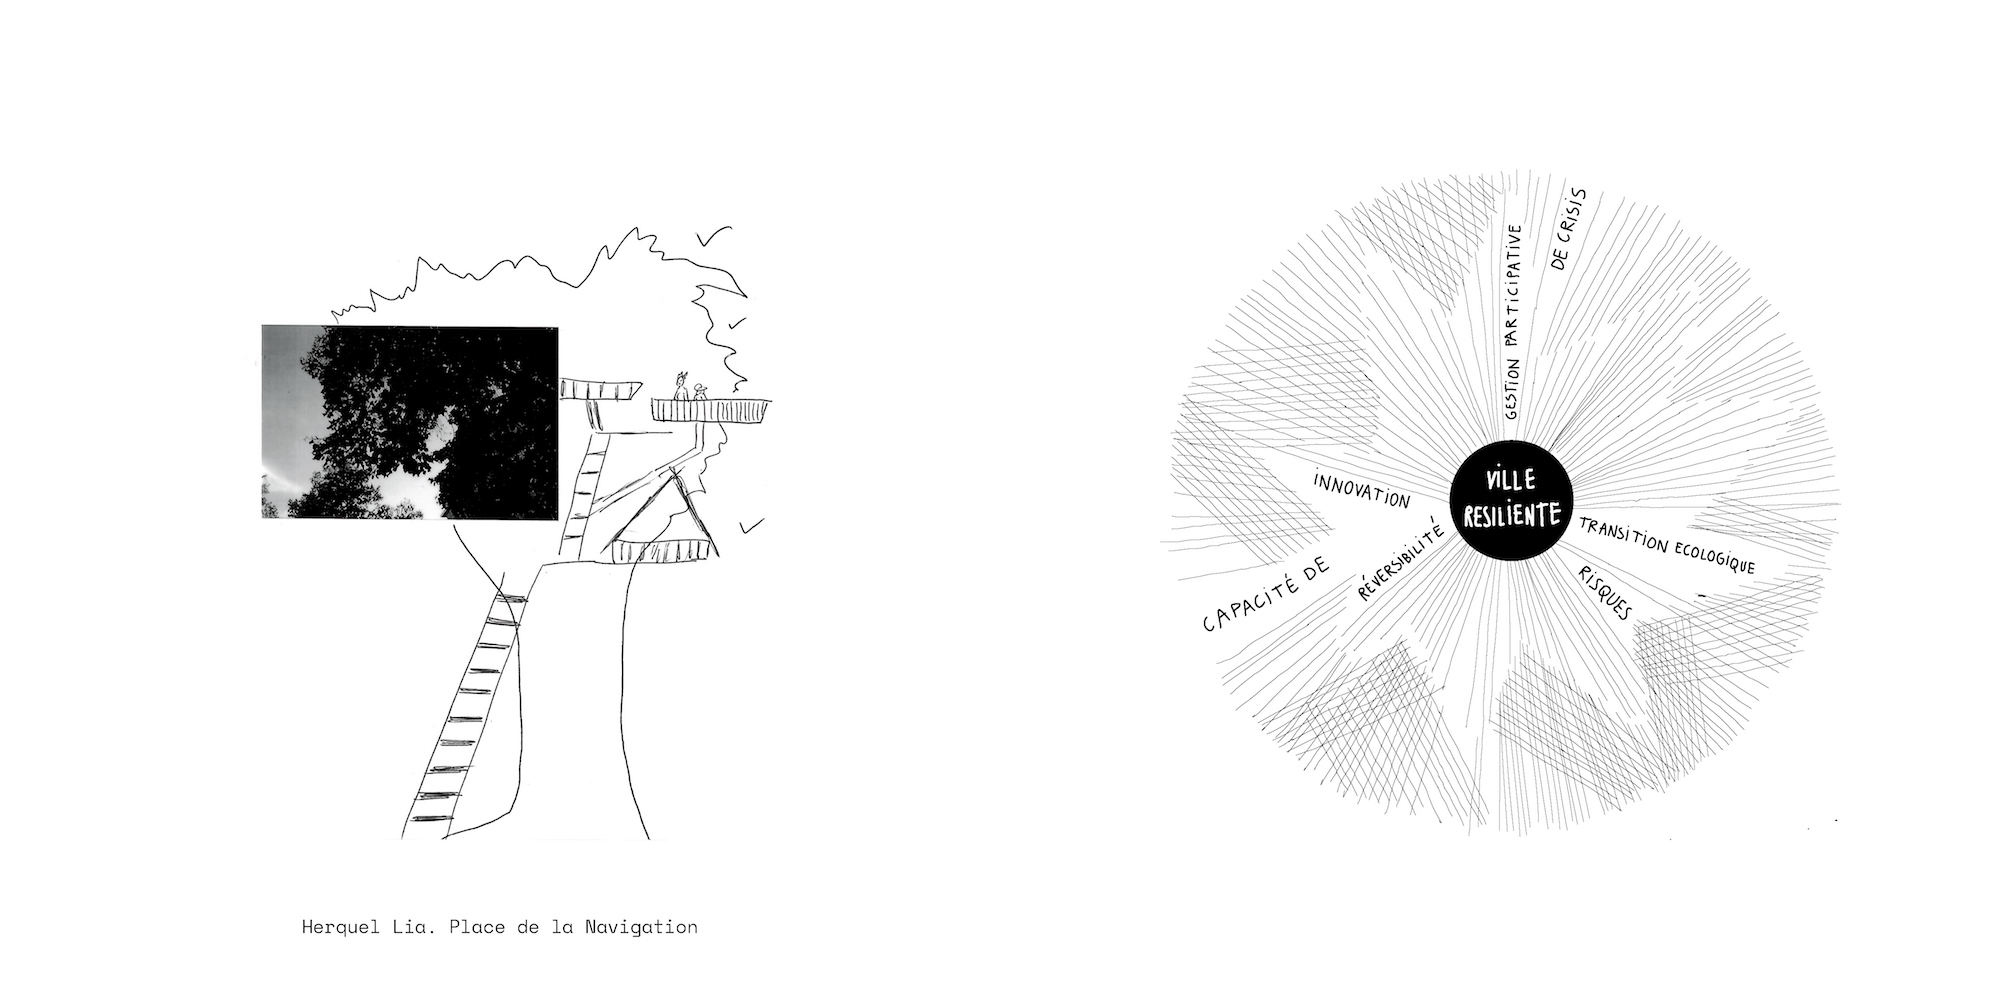 GESTION PARTICIPATIVE
DE CRISIS
INNOVATION
VILLE
RESILIENTE
TRANSITION ECOLOGIQUE
RISQUES
CAPACITÉ DE
RÉVERSIBILITÉ
Herquel Lia. Place de la Navigation